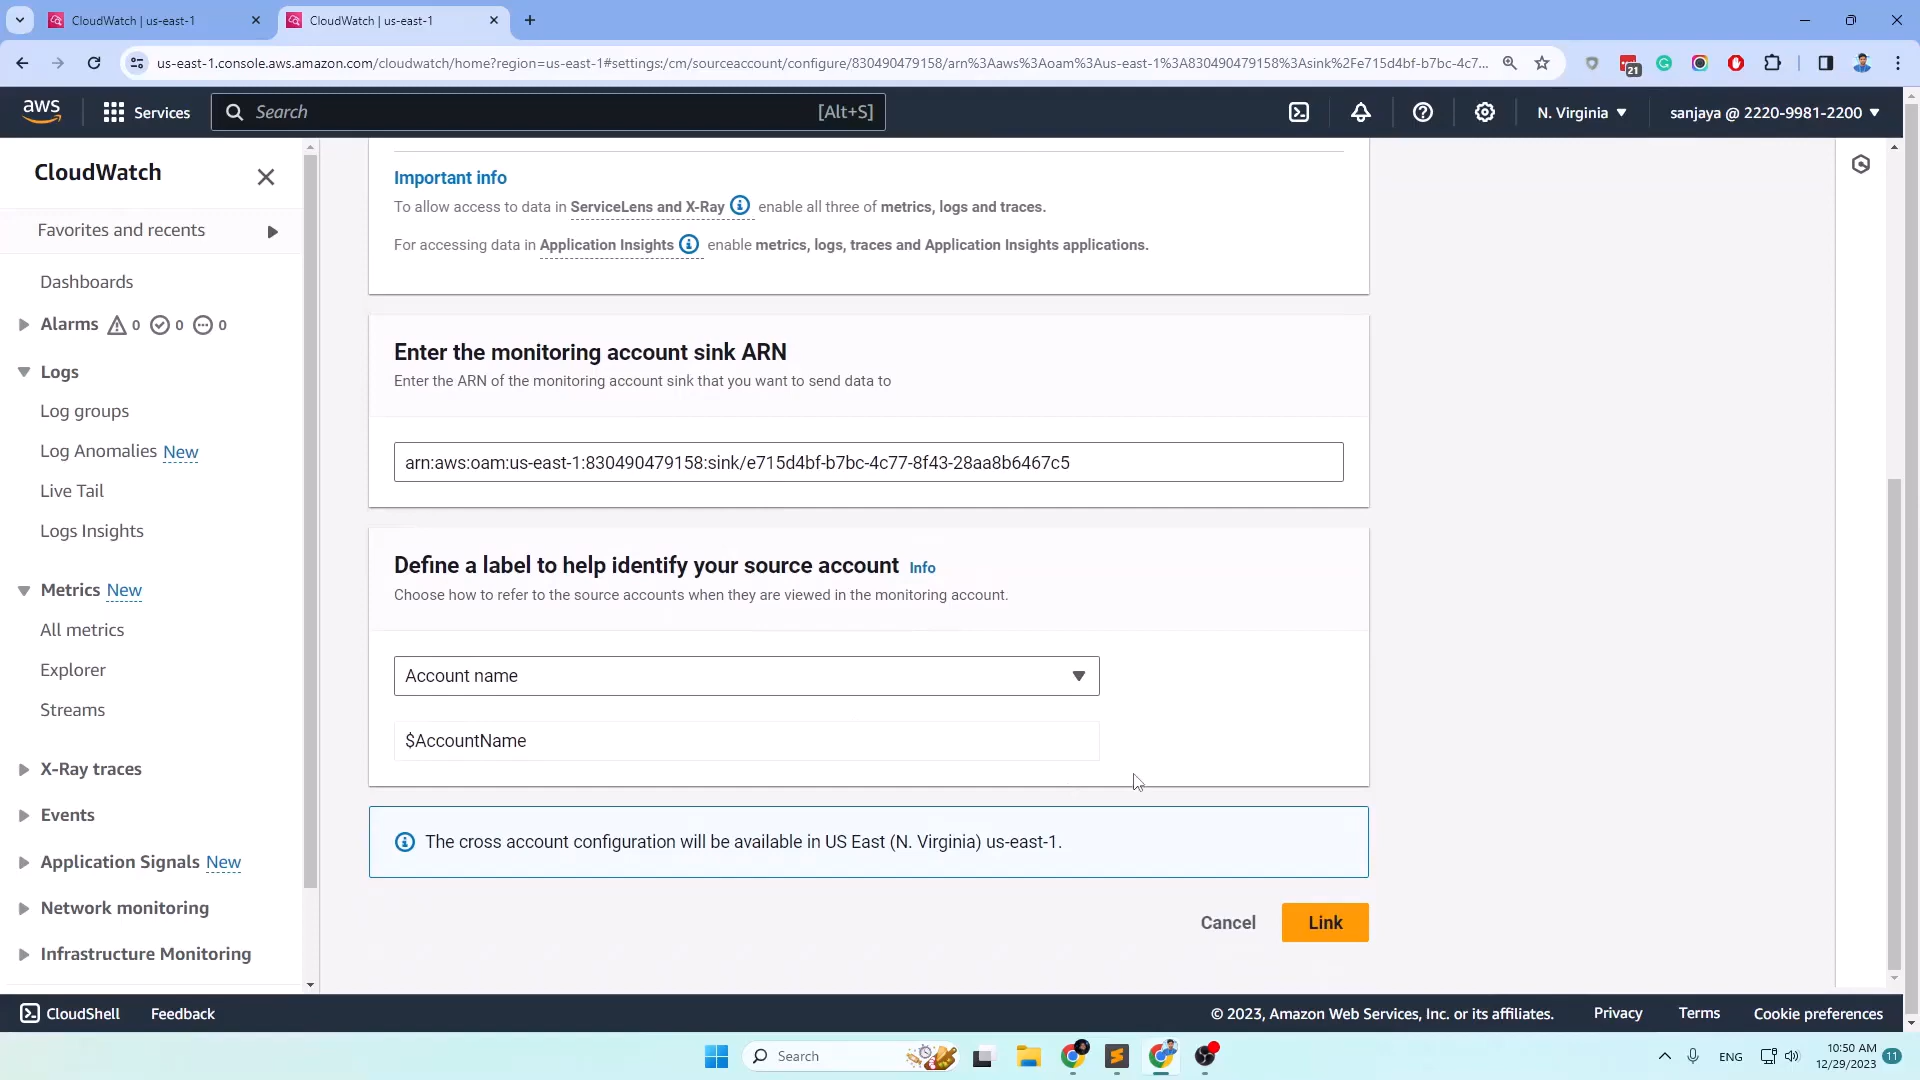 CloudWatch | us-east-1
CloudWatch | us-east-1
us-east-1.console.aws.amazon.com/cloudwatch/home?region=us-east-1#settings:/cm/sourceaccount/configure/830490479158/arn%3Aaws%3Aoam%3Aus-east-1%3A830490479158%3Asink%2Fe715d4bf-b7bc-4c7...
21
aws
Services
Search
[Alt+S]
N. Virginia
sanjaya @ 2220-9981-2200
CloudWatch
Favorites and recents
Dashboards
Alarms 0 0 0
Logs
Log groups
Log Anomalies New
Live Tail
Logs Insights
Metrics New
All metrics
Explorer
Streams
X-Ray traces
Events
Application Signals New
Network monitoring
Infrastructure Monitoring
Important info
To allow access to data in ServiceLens and X-Ray enable all three of metrics, logs and traces.
For accessing data in Application Insights enable metrics, logs, traces and Application Insights applications.
Enter the monitoring account sink ARN
Enter the ARN of the monitoring account sink that you want to send data to
arn:aws:oam:us-east-1:830490479158:sink/e715d4bf-b7bc-4c77-8f43-28aa8b6467c5
Define a label to help identify your source account Info
Choose how to refer to the source accounts when they are viewed in the monitoring account.
Account name
$AccountName
The cross account configuration will be available in US East (N. Virginia) us-east-1.
Cancel
Link
CloudShell
Feedback
© 2023, Amazon Web Services, Inc. or its affiliates.
Privacy
Terms
Cookie preferences
Search
ENG
10:50 AM
12/29/2023
11